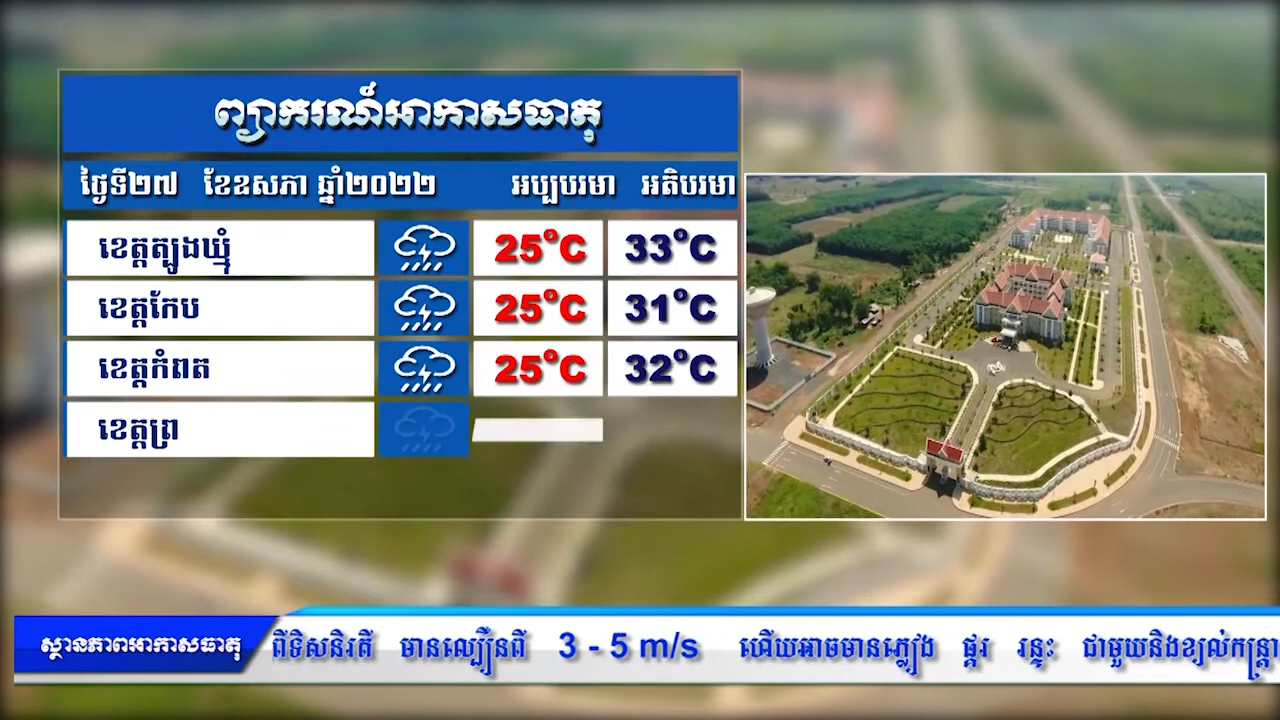 ព្យាករណ៍អាកាសធាតុ
ថ្ងៃទី២៧ ខែឧសភា ឆ្នាំ២០២២ អប្បបរមា អតិបរមា
ខេត្តត្បូងឃ្មុំ 25°C 33°C
ខេត្តកែប 25°C 31°C
ខេត្តកំពត 25°C 32°C
ខេត្តព្រ
ស្ថានភាពអាកាសធាតុ ពីទិសនិរតី មានល្បឿនពី 3 - 5 m/s ហើយអាចមានភ្លៀង ផ្គរ រន្ទះ ជាមួយនិងខ្យល់កន្ត្រា